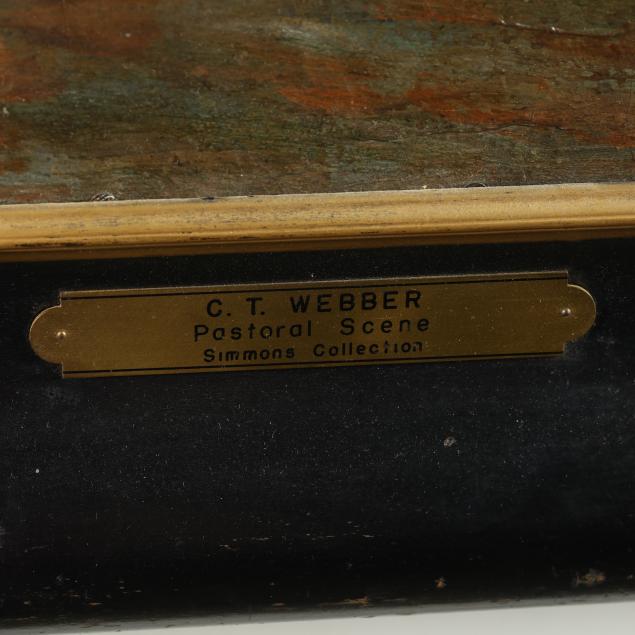 C. T. WEBBER
Pastoral Scene
Simmons Collection